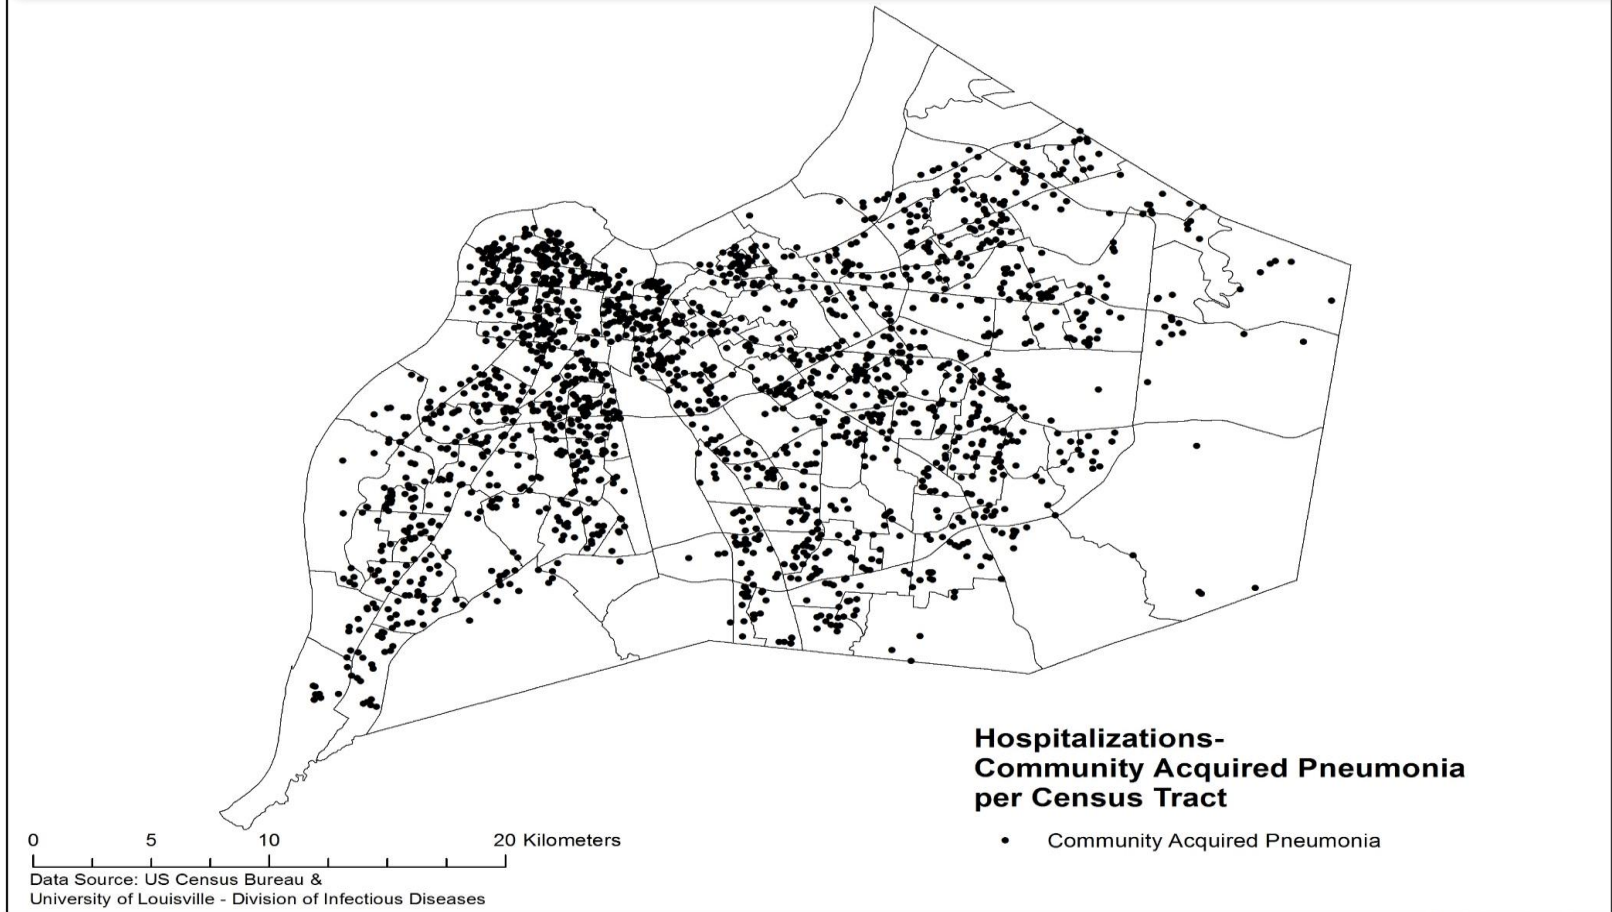 Hospitalizations-
Community Acquired Pneumonia
per Census Tract
Community Acquired Pneumonia
0 5 10 20 Kilometers
Data Source: US Census Bureau &
University of Louisville - Division of Infectious Diseases